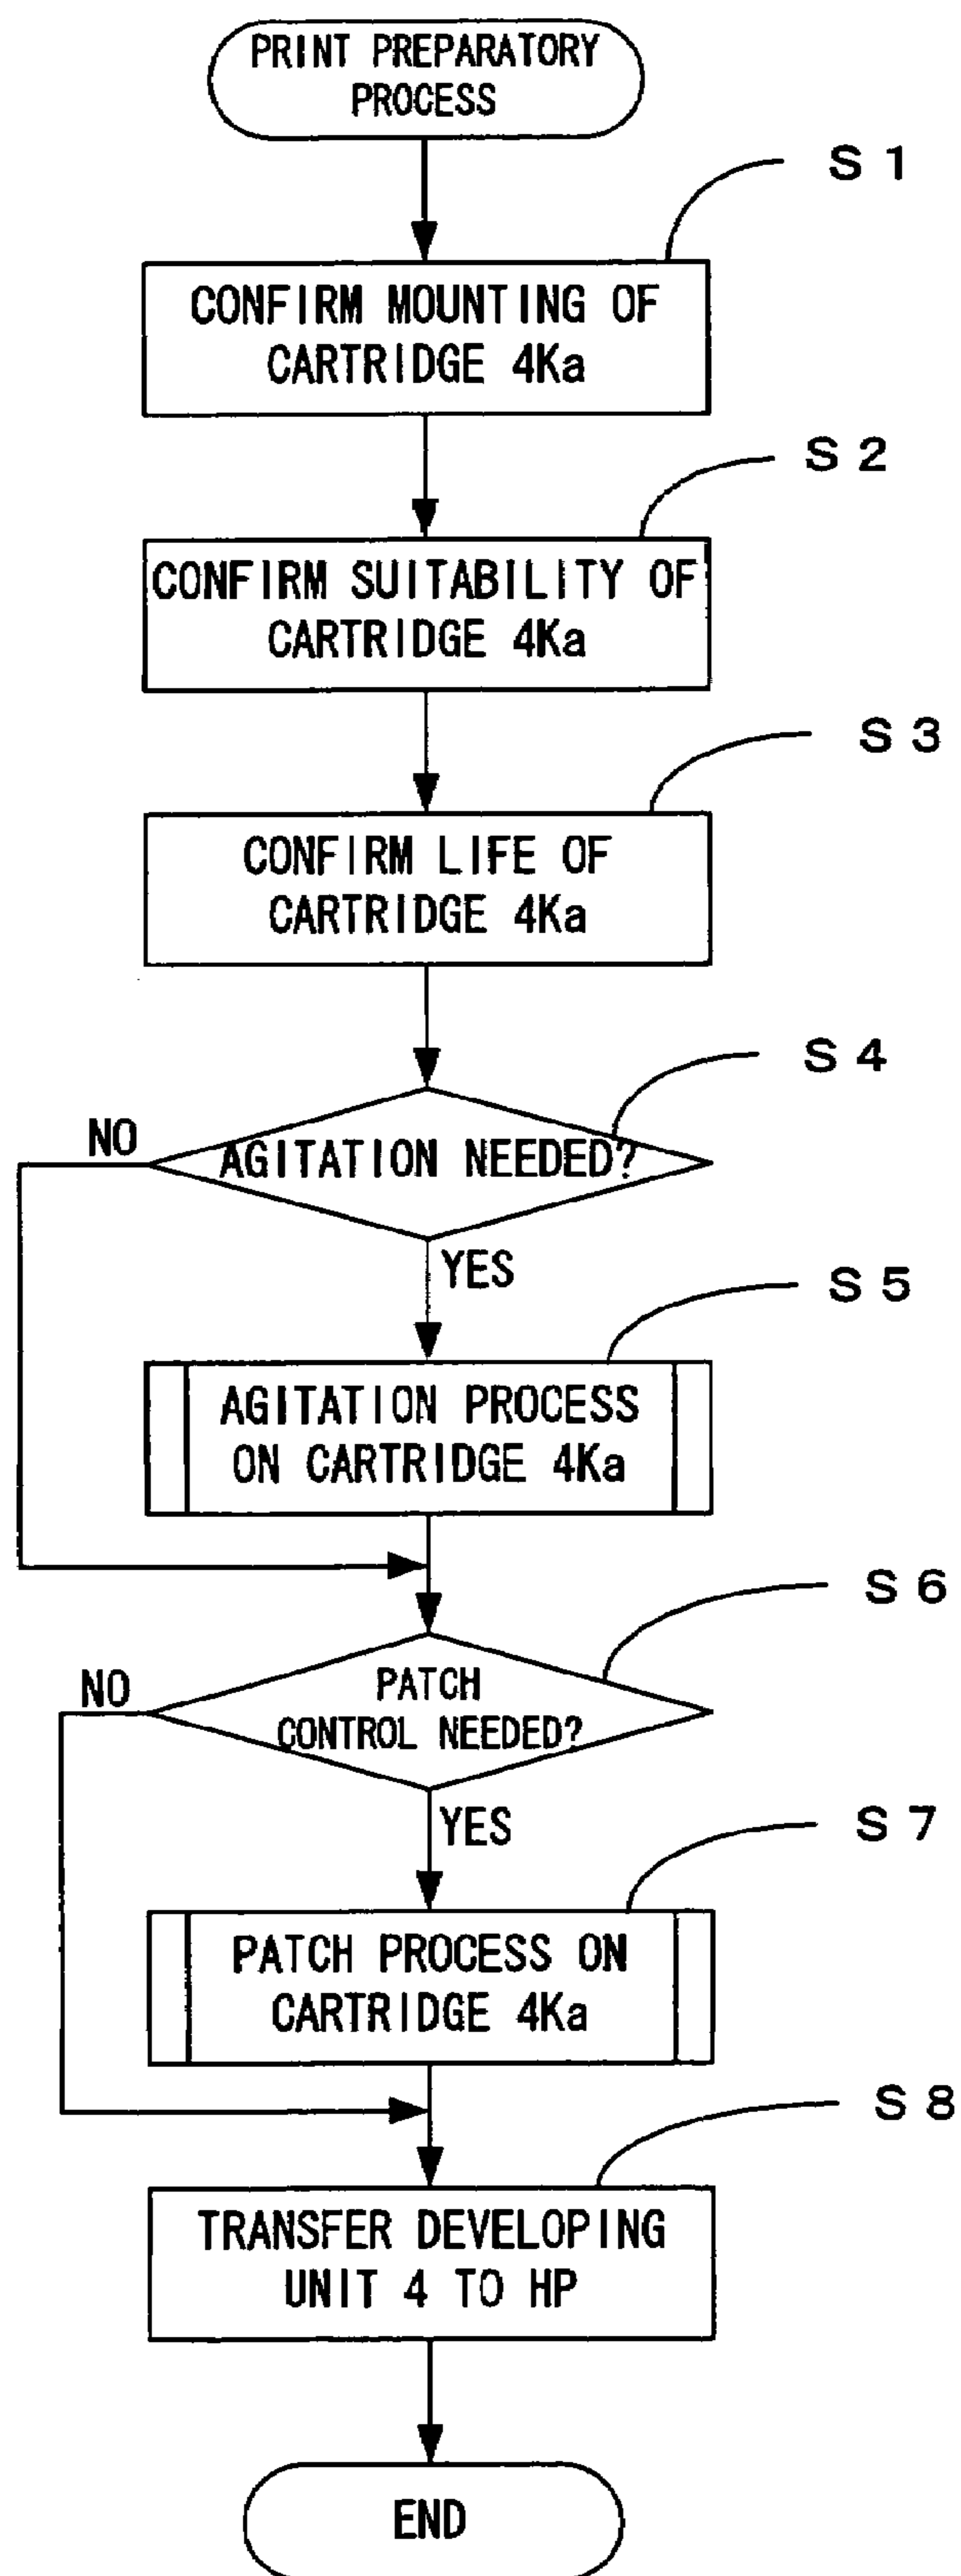 PRINT PREPARATORY
PROCESS
S 1
CONFIRM MOUNTING OF
CARTRIDGE 4Ka
S 2
CONFIRM SUITABILITY OF
CARTRIDGE 4Ka
S 3
CONFIRM LIFE OF
CARTRIDGE 4Ka
S 4
NO
AGITATION NEEDED?
YES
S 5
AGITATION PROCESS
ON CARTRIDGE 4Ka
S 6
NO
PATCH
CONTROL NEEDED?
YES
S 7
PATCH PROCESS ON
CARTRIDGE 4Ka
S 8
TRANSFER DEVELOPING
UNIT 4 TO HP
END